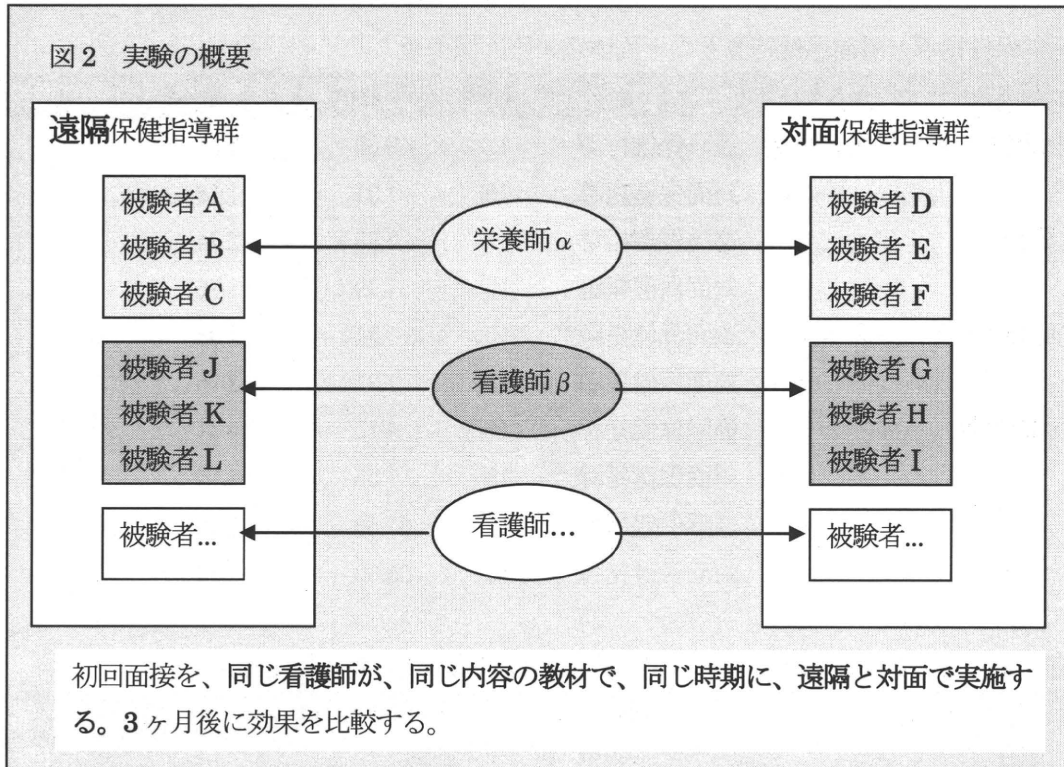 図2 実験の概要
遠隔保健指導群
被験者 A
被験者 B
被験者 C
被験者 J
被験者 K
被験者 L
被験者...
栄養師 α
看護師 β
看護師…
対面保健指導群
被験者 D
被験者 E
被験者 F
被験者 G
被験者 H
被験者 I
被験者...
初回面接を、同じ看護師が、同じ内容の教材で、同じ時期に、遠隔と対面で実施す
る。3ヶ月後に効果を比較する。